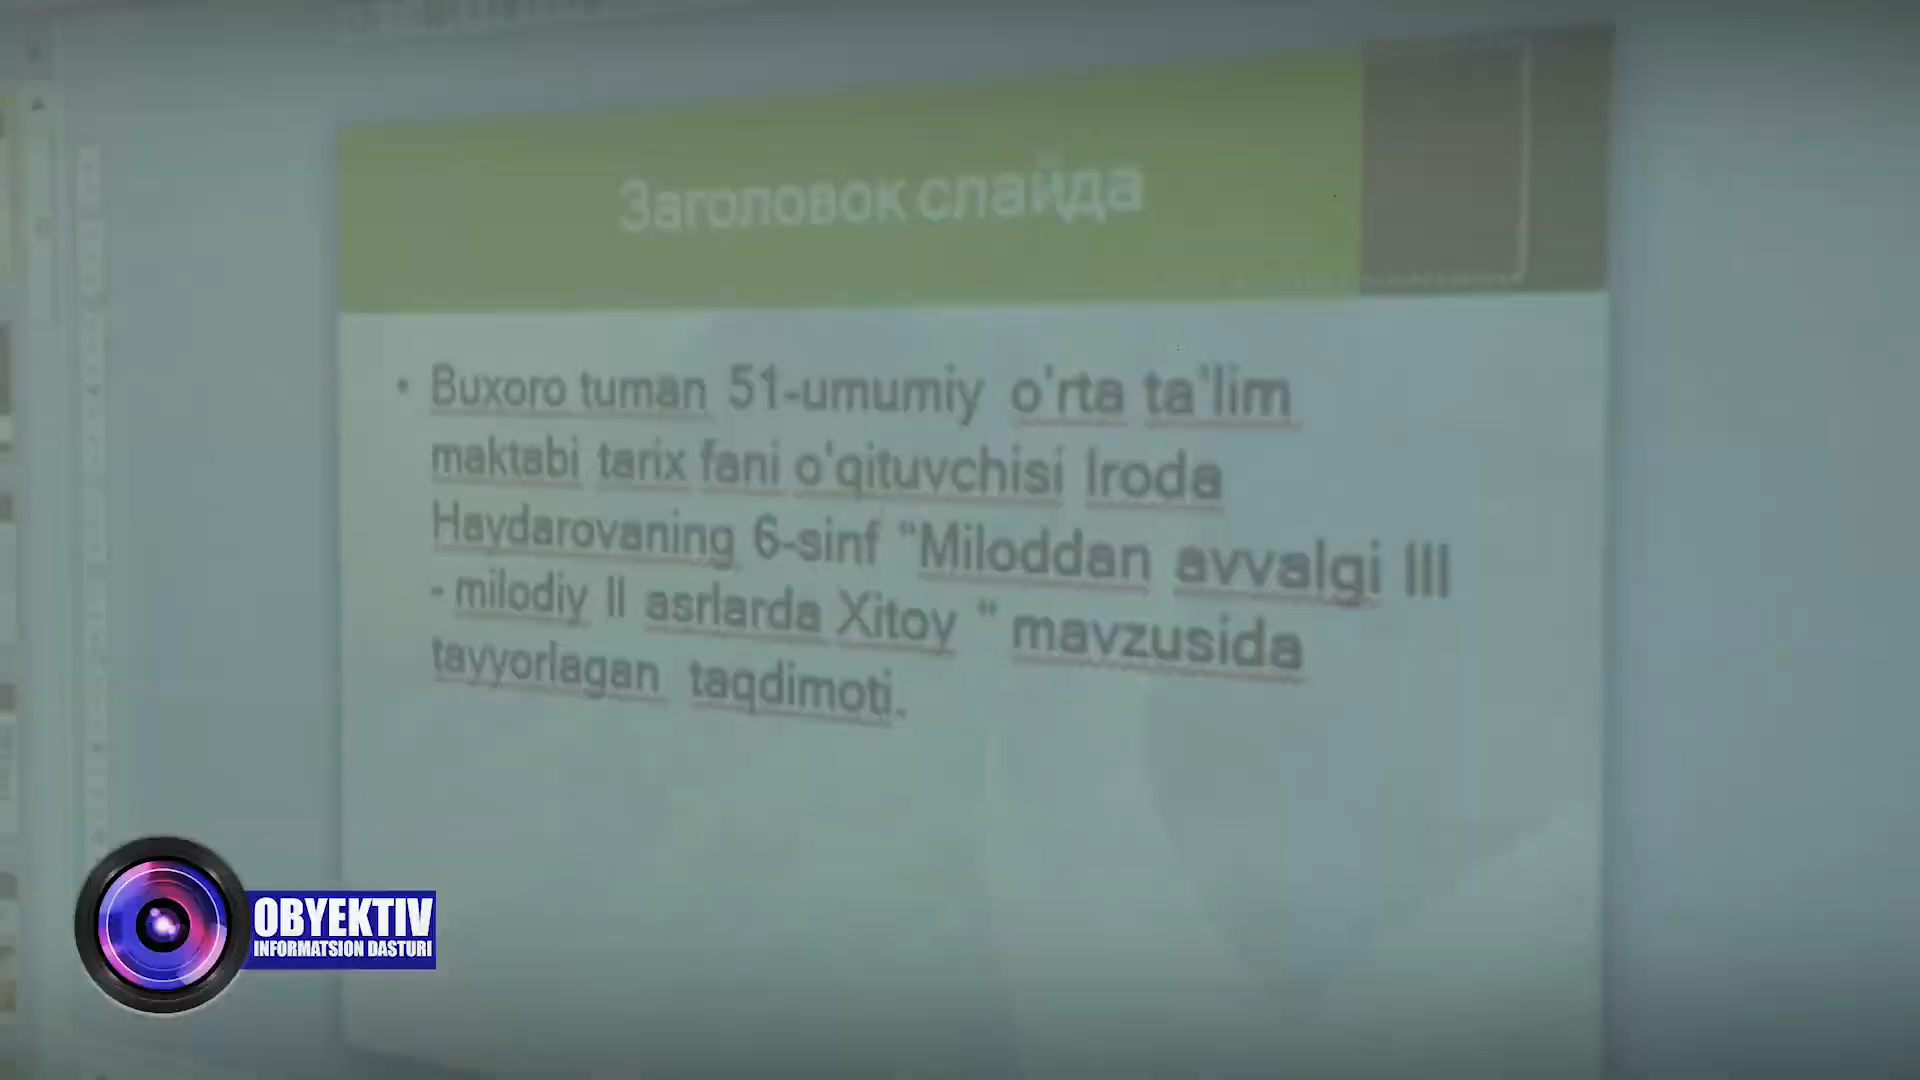 Заголовок слайда
• Buxoro tuman 51-umumiy o'rta ta'lim
maktabi tarix fani o'qituvchisi Iroda
Haydarovaning 6-sinf “Miloddan avvalgi III
- milodiy II asrlarda Xitoy “ mavzusida
tayyorlagan taqdimoti.
OBYEKTIV
INFORMATSION DASTURI